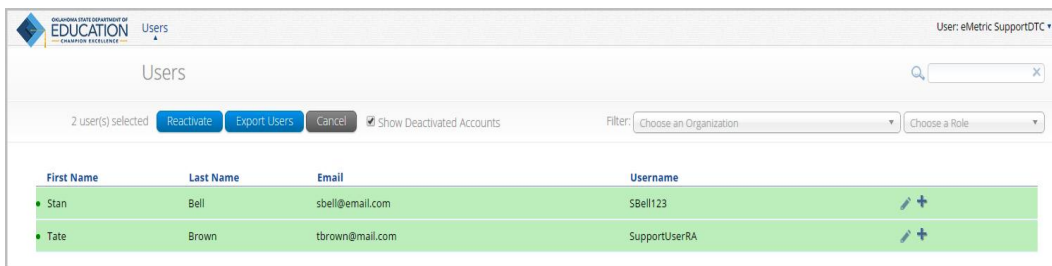 OKLAHOMA STATE DEPARTMENT OF
EDUCATION
CHAMPION EXCELLENCE
Users
User: eMetric SupportDTC
Users
2 user(s) selected Reactivate Export Users Cancel Show Deactivated Accounts Filter: Choose an Organization Choose a Role
First Name Last Name Email Username
Stan Bell sbell@email.com SBell123
Tate Brown tbrown@mail.com SupportUserRA